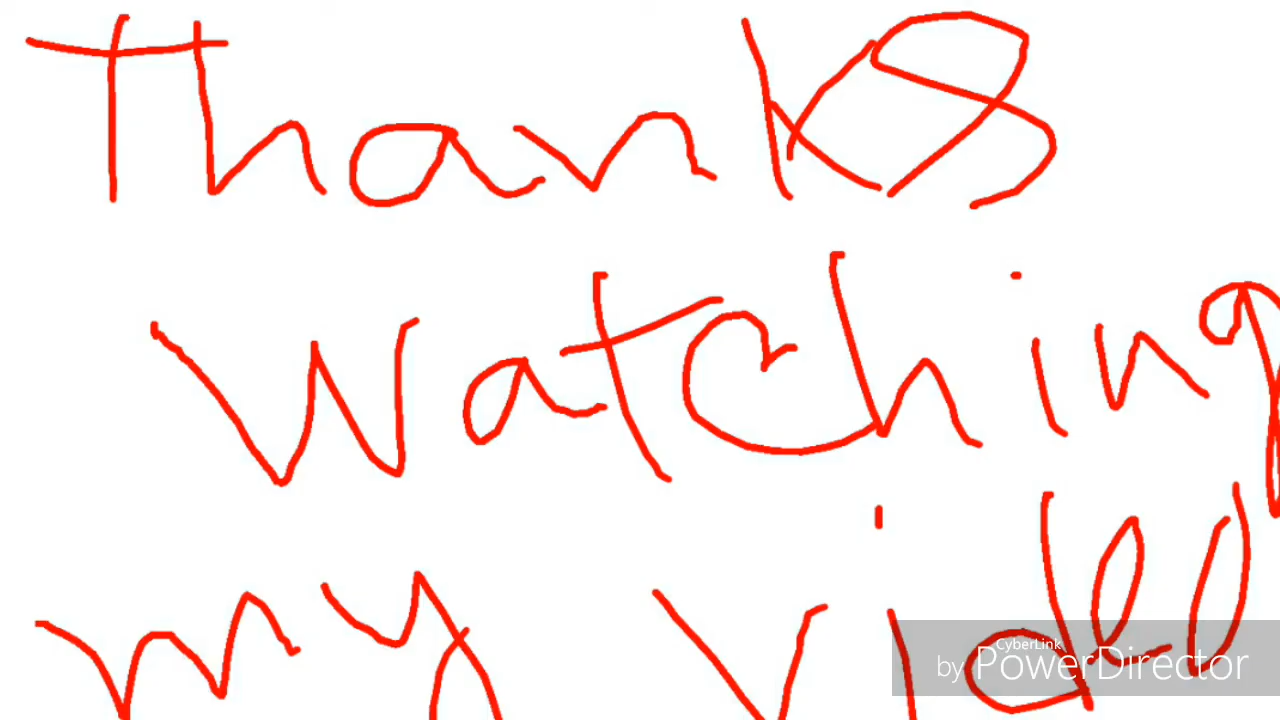 Thanks
watching
my video
CyberLink
by PowerDirector